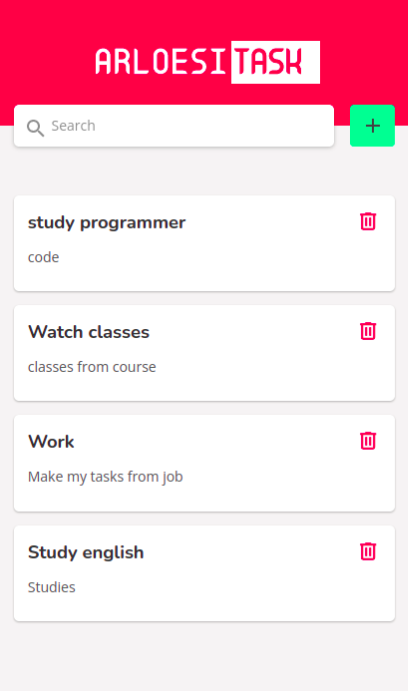 ARLOESITASK
Search
study programmer
code
Watch classes
classes from course
Work
Make my tasks from job
Study english
Studies